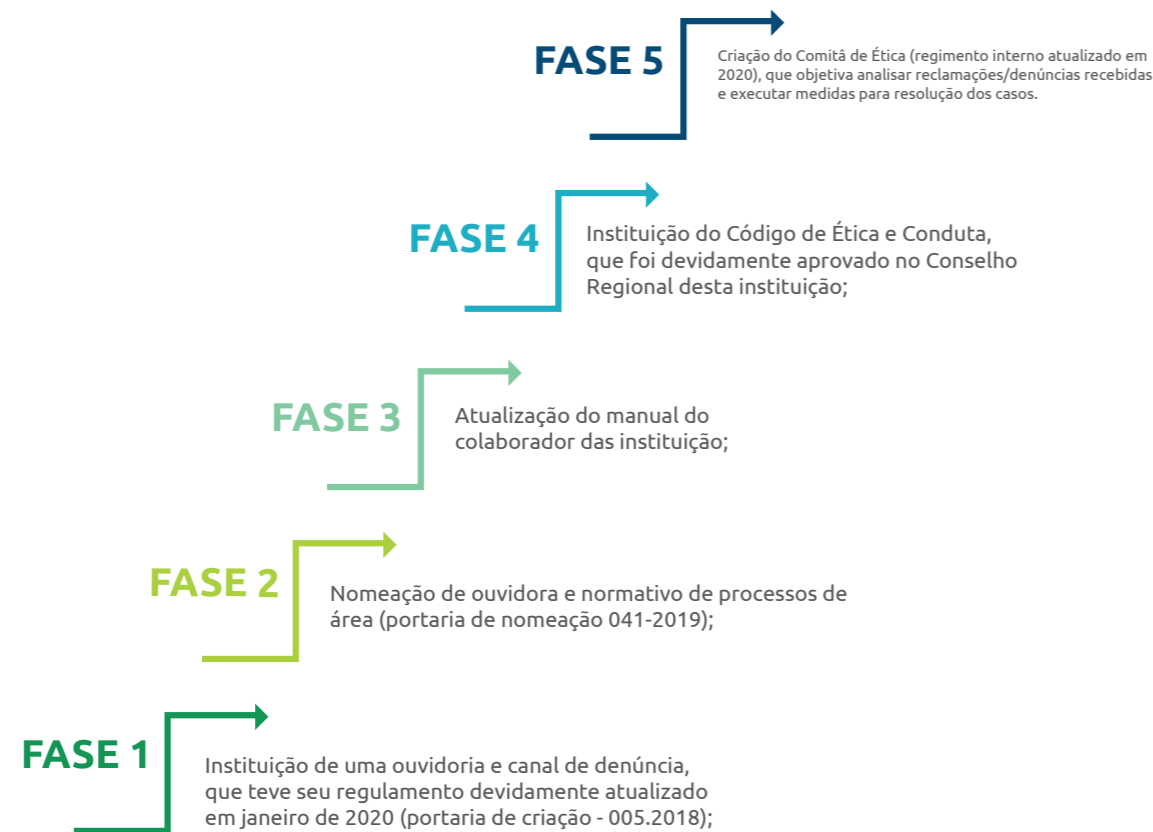 FASE 5
Criação do Comitâ de Ética (regimento interno atualizado em
2020), que objetiva analisar reclamações/denúncias recebidas
e executar medidas para resolução dos casos.
FASE 4
Instituição do Código de Ética e Conduta,
que foi devidamente aprovado no Conselho
Regional desta instituição;
FASE 3
Atualização do manual do
colaborador das instituição;
FASE 2
Nomeação de ouvidora e normativo de processos de
área (portaria de nomeação 041-2019);
FASE 1
Instituição de uma ouvidoria e canal de denúncia,
que teve seu regulamento devidamente atualizado
em janeiro de 2020 (portaria de criação - 005.2018);